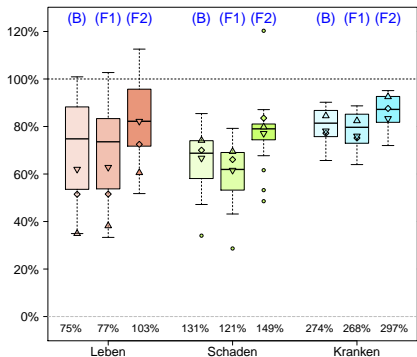 (B) (F1) (F2) (B) (F1) (F2) (B) (F1) (F2)
120%
100%
80%
60%
40%
20%
0%
75% 77% 103% 131% 121% 149% 274% 268% 297%
Leben Schaden Kranken